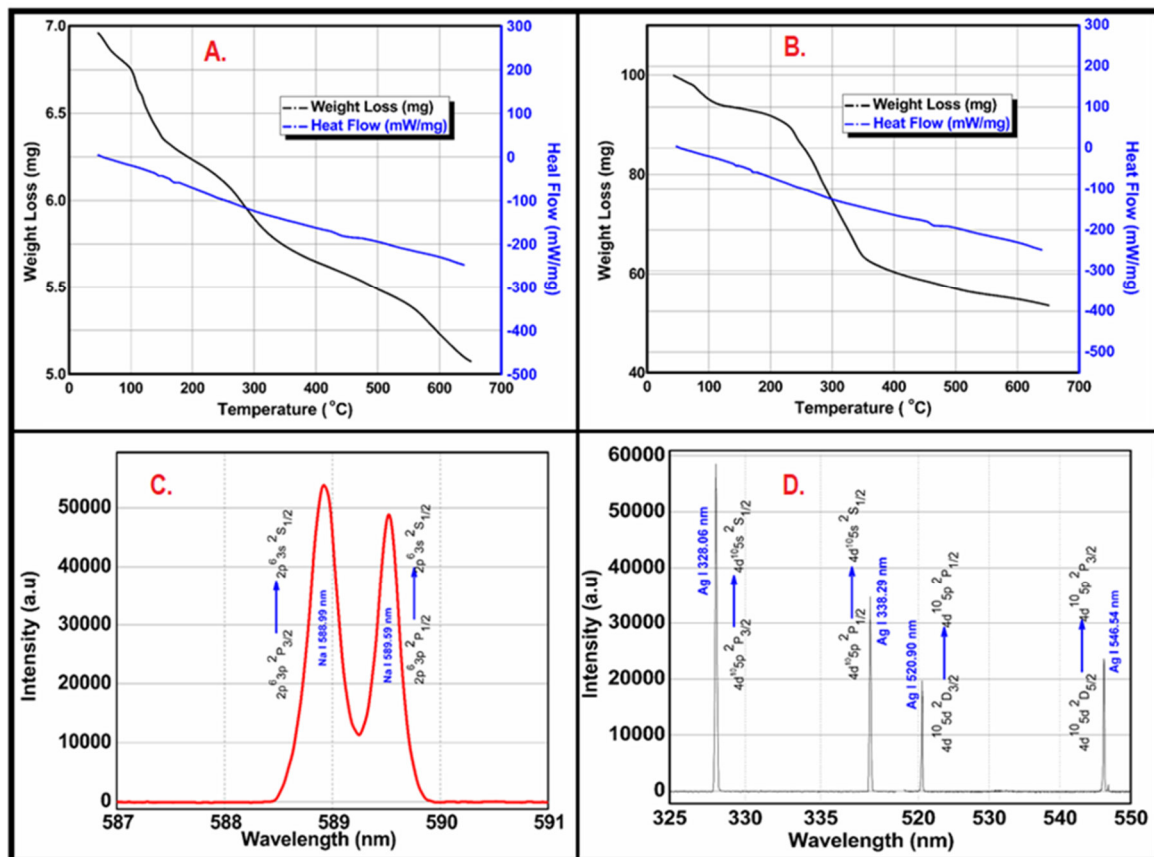 A.
Weight Loss (mg)
7.0
6.5
6.0
5.5
5.0
Weight Loss (mg)
Heat Flow (mW/mg)
300
200
100
0
-100
-200
-300
-400
-500
Heal Flow (mW/mg)
0 100 200 300 400 500 600 700
Temperature ( °C)
B.
Weight Loss (mg)
100
80
60
40
Weight Loss (mg)
Heat Flow (mW/mg)
300
200
100
0
-100
-200
-300
-400
-500
Heat Flow (mW/mg)
0 100 200 300 400 500 600 700
Temperature ( °C)
C.
Intensity (a.u)
50000
40000
30000
20000
10000
0
2p⁶3s ²S1/2
2p⁶3p ²P3/2
Na I 588.99 nm
Na I 589.59 nm
2p⁶3s ²S1/2
2p⁶3p ²P1/2
587 588 589 590 591
Wavelength (nm)
D.
Intensity (a.u)
60000
50000
40000
30000
20000
10000
0
Ag I 328.06 nm
4d¹⁰5s ²S1/2
4d¹⁰5p ²P3/2
4d¹⁰5s ²S1/2
4d¹⁰5p ²P1/2
Ag I 338.29 nm
Ag I 520.90 nm
4d¹⁰5p ²P1/2
4d¹⁰5d ²D3/2
4d¹⁰5p ²P3/2
4d¹⁰5d ²D5/2
Ag I 546.54 nm
325 330 335 520 530 540 550
Wavelength (nm)